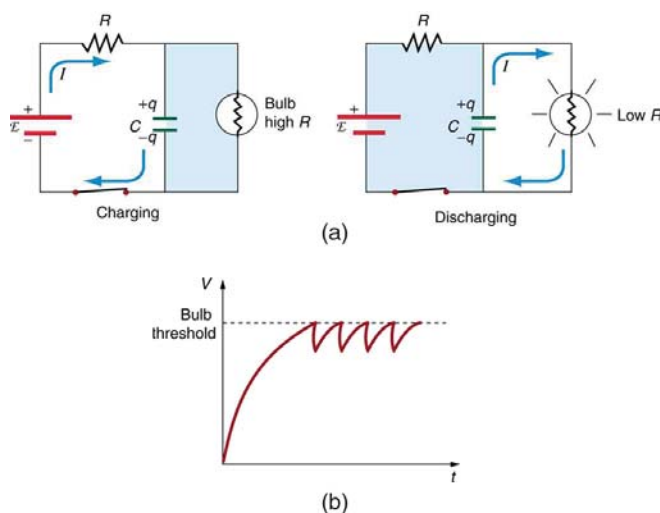 R
I
+
ℰ
−
+q
C
−q
Bulb
high R
Charging
R
I
+
ℰ
−
+q
C
−q
Low R
Discharging
(a)
V
Bulb
threshold
t
(b)